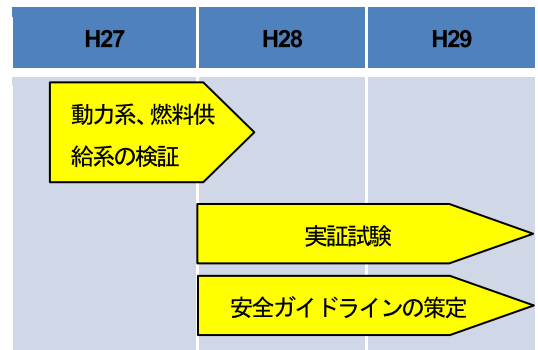 H27 H28 H29
動力系、燃料供
給系の検証
実証試験
安全ガイドラインの策定